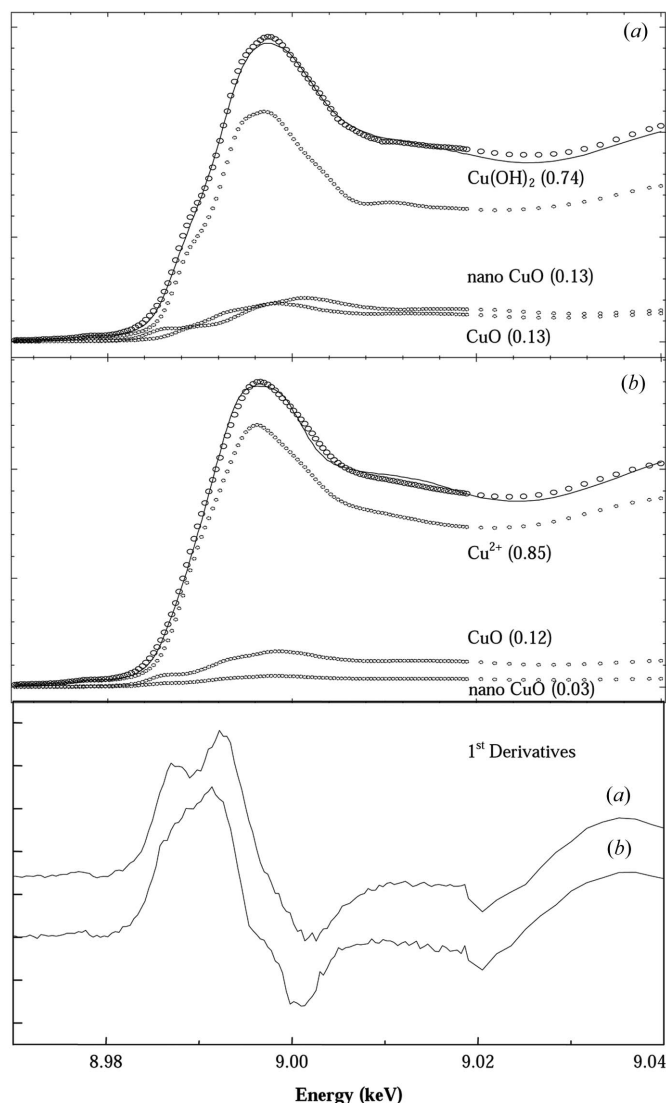 (a)
Cu(OH)₂ (0.74)
nano CuO (0.13)
CuO (0.13)
(b)
Cu²⁺ (0.85)
CuO (0.12)
nano CuO (0.03)
1ˢᵗ Derivatives
(a)
(b)
8.98 9.00 9.02 9.04
Energy (keV)